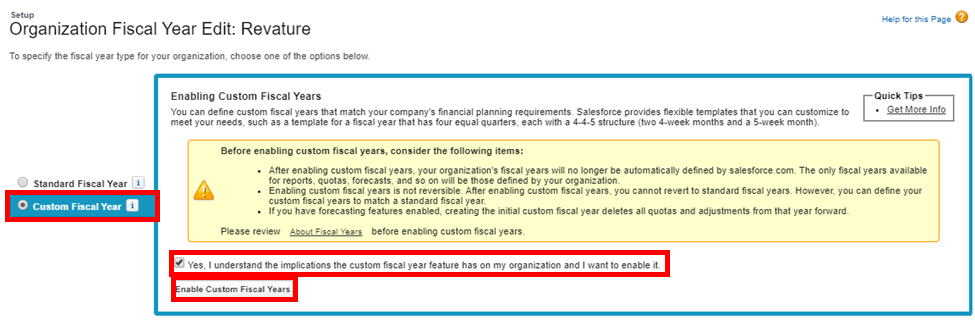 Setup
Organization Fiscal Year Edit: Revature
Help for this Page ?
To specify the fiscal year type for your organization, choose one of the options below.
Standard Fiscal Year i
Custom Fiscal Year i
Enabling Custom Fiscal Years
You can define custom fiscal years that match your company's financial planning requirements. Salesforce provides flexible templates that you can customize to
meet your needs, such as a template for a fiscal year that has four equal quarters, each with a 4-4-5 structure (two 4-week months and a 5-week month).
Quick Tips
• Get More Info
Before enabling custom fiscal years, consider the following items:
• After enabling custom fiscal years, your organization's fiscal years will no longer be automatically defined by salesforce.com. The only fiscal years available
for reports, quotas, forecasts, and so on will be those defined by your organization.
• Enabling custom fiscal years is not reversible. After enabling custom fiscal years, you cannot revert to standard fiscal years. However, you can define your
custom fiscal years to match a standard fiscal year.
• If you have forecasting features enabled, creating the initial custom fiscal year deletes all quotas and adjustments from that year forward.
Please review About Fiscal Years before enabling custom fiscal years.
Yes, I understand the implications the custom fiscal year feature has on my organization and I want to enable it.
Enable Custom Fiscal Years